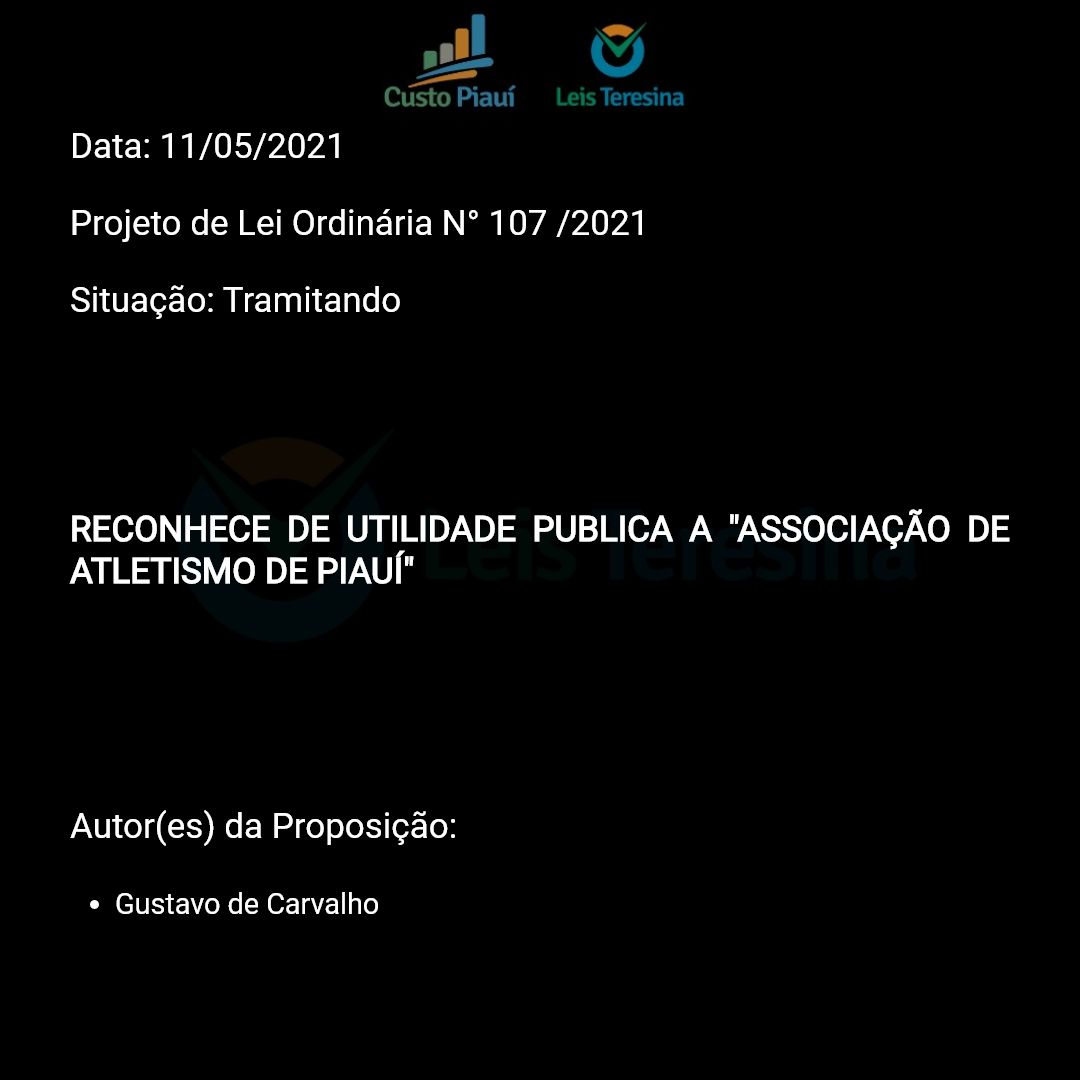 Custo Piauí
Leis Teresina
Data: 11/05/2021
Projeto de Lei Ordinária N° 107 /2021
Situação: Tramitando
RECONHECE DE UTILIDADE PUBLICA A "ASSOCIAÇÃO DE
ATLETISMO DE PIAUÍ"
Leis Teresina
Autor(es) da Proposição:
• Gustavo de Carvalho